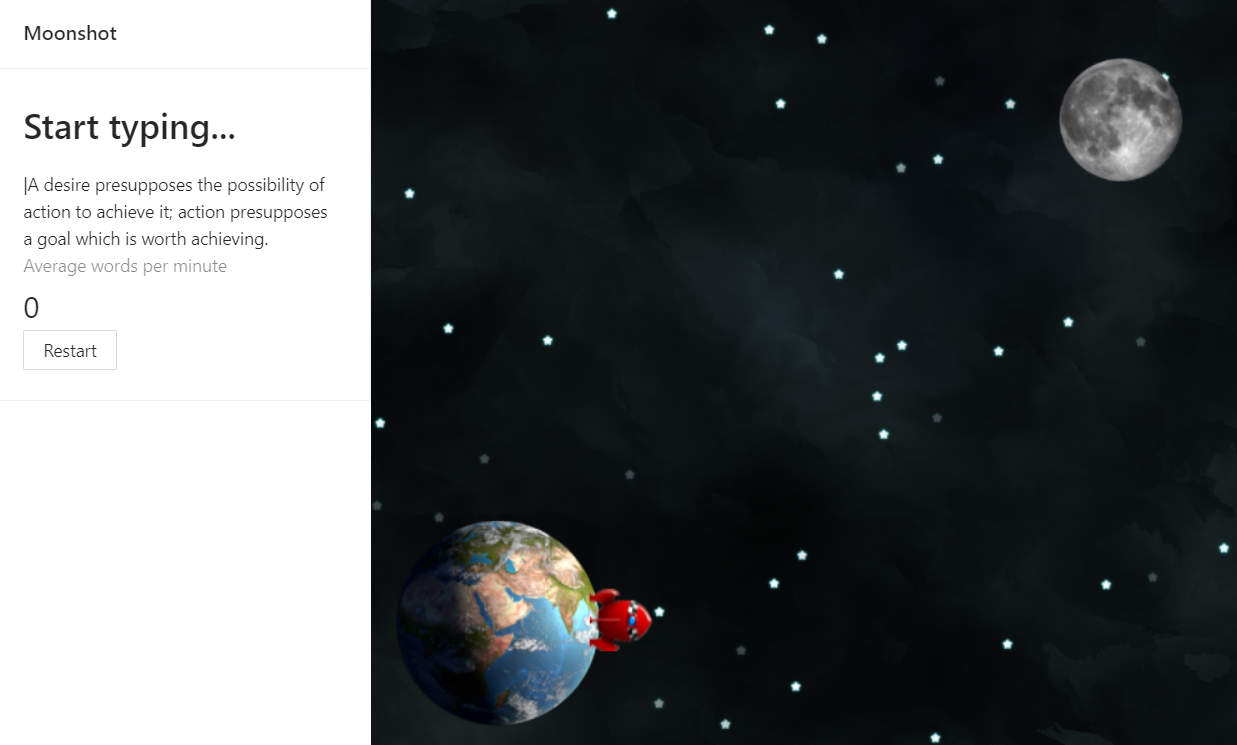 Moonshot
Start typing...
|A desire presupposes the possibility of
action to achieve it; action presupposes
a goal which is worth achieving.
Average words per minute
0
Restart